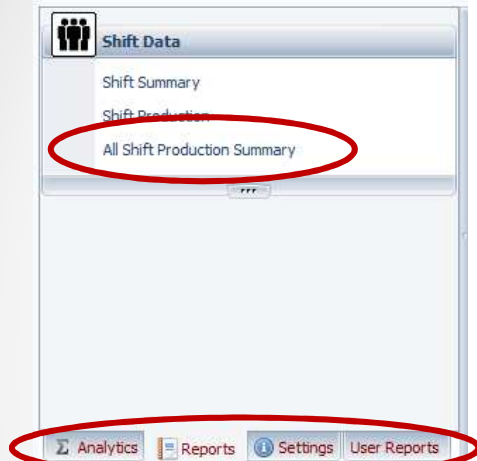 Shift Data
Shift Summary
Shift Production
All Shift Production Summary
Σ Analytics Reports Settings User Reports